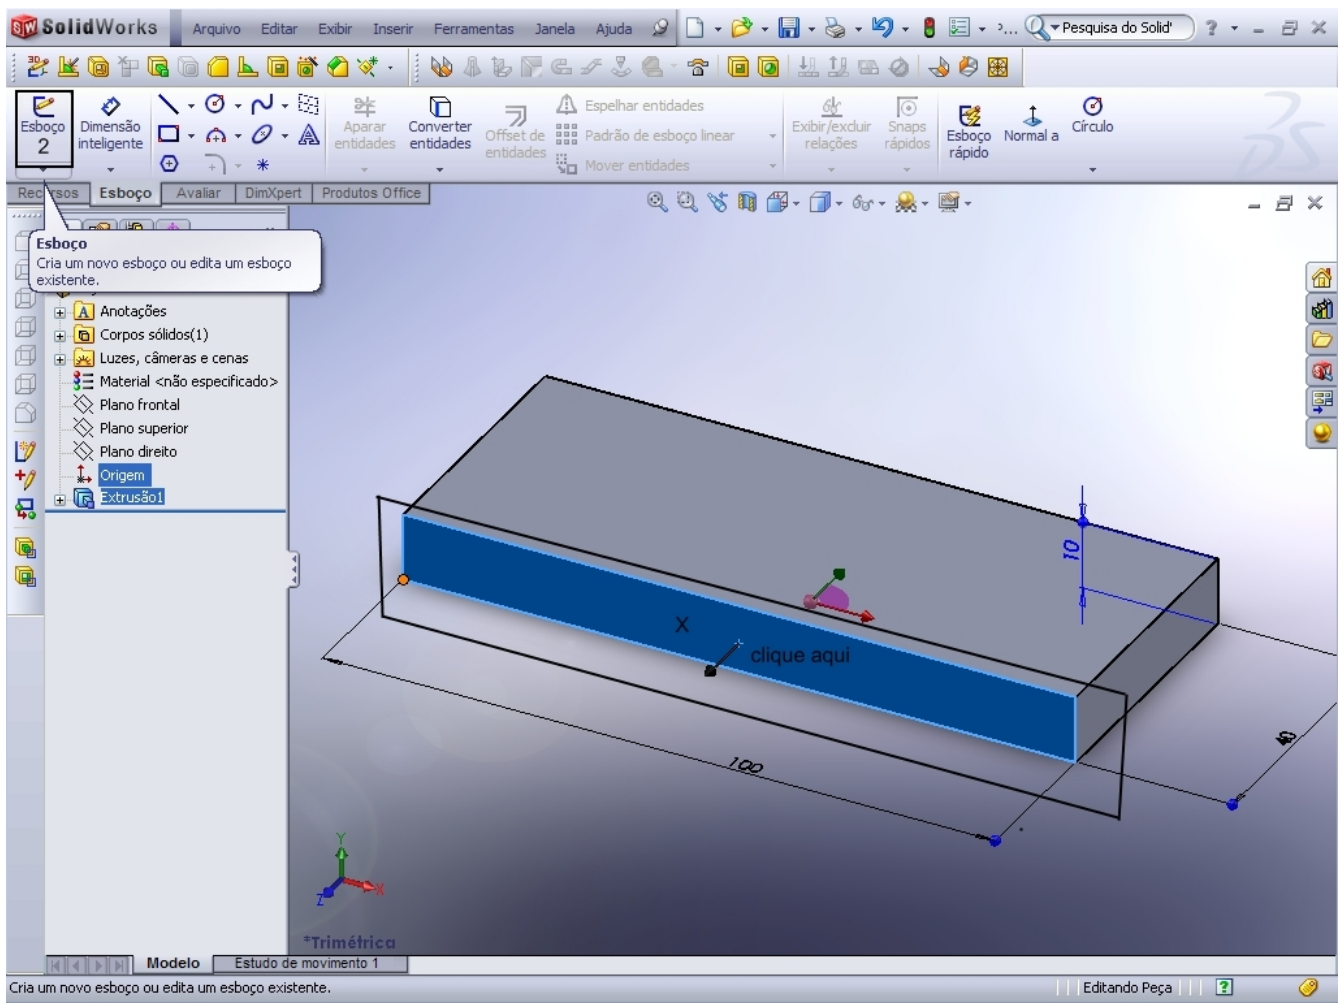 SolidWorks Arquivo Editar Exibir Inserir Ferramentas Janela Ajuda ... Pesquisa do Solid' ?
3D
Esboço
2
Dimensão
inteligente
Aparar
entidades
Converter
entidades
Offset de
entidades
Espelhar entidades
Padrão de esboço linear
Mover entidades
Exibir/excluir
relações
Snaps
rápidos
Esboço
rápido
Normal a
Círculo
Recursos Esboço Avaliar DimXpert Produtos Office
Esboço
Cria um novo esboço ou edita um esboço
existente.
Anotações
Corpos sólidos(1)
Luzes, câmeras e cenas
Material <não especificado>
Plano frontal
Plano superior
Plano direito
Origem
Extrusão1
10
X
clique aqui
40
100
Y
X
Z
*Trimétrica
Modelo Estudo de movimento 1
Cria um novo esboço ou edita um esboço existente. Editando Peça ?